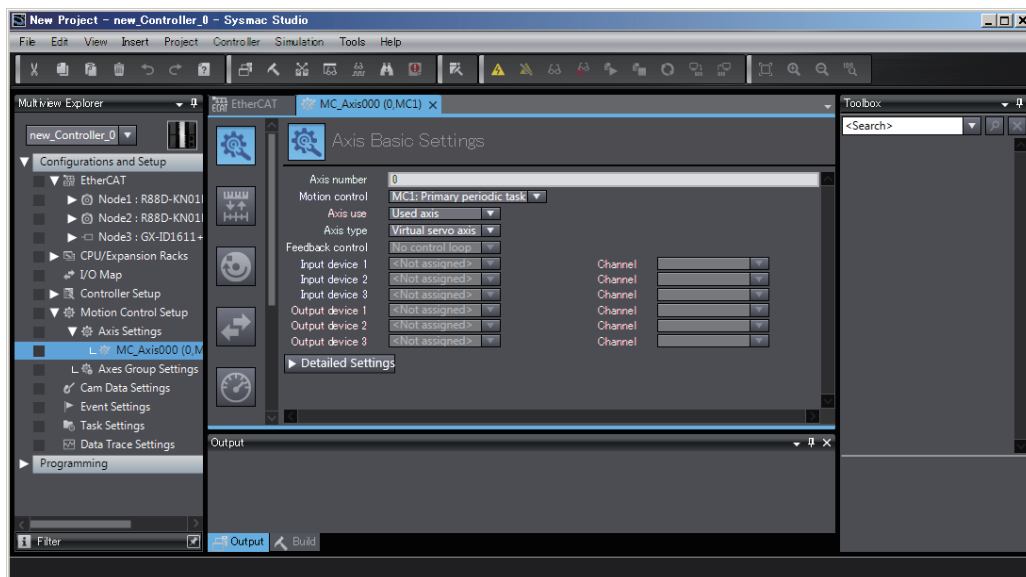 New Project - new_Controller_0 - Sysmac Studio
File Edit View Insert Project Controller Simulation Tools Help
Multiview Explorer
new_Controller_0
Configurations and Setup
EtherCAT
Node1 : R88D-KN01
Node2 : R88D-KN01
Node3 : GX-ID1611+
CPU/Expansion Racks
I/O Map
Controller Setup
Motion Control Setup
Axis Settings
MC_Axis000 (0,M
Axes Group Settings
Cam Data Settings
Event Settings
Task Settings
Data Trace Settings
Programming
Filter
EtherCAT MC_Axis000 (0,MC1)
Axis Basic Settings
Axis number 0
Motion control MC1: Primary periodic task
Axis use Used axis
Axis type Virtual servo axis
Feedback control No control loop
Input device 1 <Not assigned> Channel
Input device 2 <Not assigned> Channel
Input device 3 <Not assigned> Channel
Output device 1 <Not assigned> Channel
Output device 2 <Not assigned> Channel
Output device 3 <Not assigned> Channel
Detailed Settings
Output
Output Build
Toolbox
<Search>